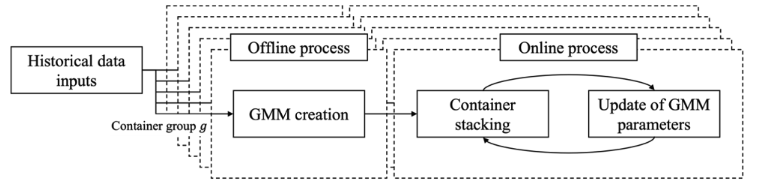 Historical data
inputs
Offline process
Online process
Container group g
GMM creation
Container
stacking
Update of GMM
parameters